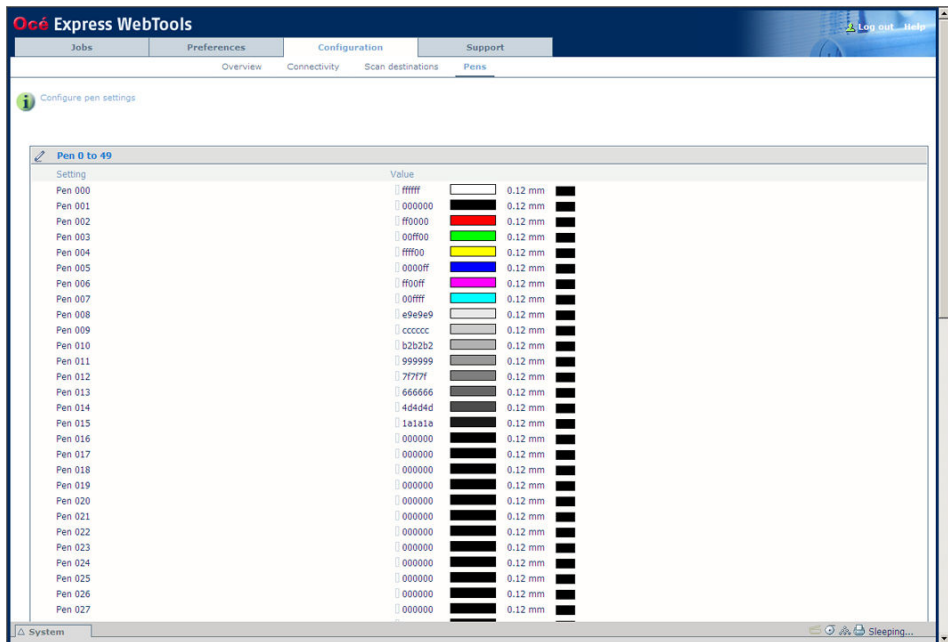 Océ Express WebTools
Log out Help
Jobs Preferences Configuration Support
Overview Connectivity Scan destinations Pens
Configure pen settings
Pen 0 to 49
Setting Value
Pen 000 ffffff 0.12 mm
Pen 001 000000 0.12 mm
Pen 002 ff0000 0.12 mm
Pen 003 00ff00 0.12 mm
Pen 004 ffff00 0.12 mm
Pen 005 0000ff 0.12 mm
Pen 006 ff00ff 0.12 mm
Pen 007 00ffff 0.12 mm
Pen 008 e9e9e9 0.12 mm
Pen 009 cccccc 0.12 mm
Pen 010 b2b2b2 0.12 mm
Pen 011 999999 0.12 mm
Pen 012 7f7f7f 0.12 mm
Pen 013 666666 0.12 mm
Pen 014 4d4d4d 0.12 mm
Pen 015 1a1a1a 0.12 mm
Pen 016 000000 0.12 mm
Pen 017 000000 0.12 mm
Pen 018 000000 0.12 mm
Pen 019 000000 0.12 mm
Pen 020 000000 0.12 mm
Pen 021 000000 0.12 mm
Pen 022 000000 0.12 mm
Pen 023 000000 0.12 mm
Pen 024 000000 0.12 mm
Pen 025 000000 0.12 mm
Pen 026 000000 0.12 mm
Pen 027 000000 0.12 mm
System Sleeping...